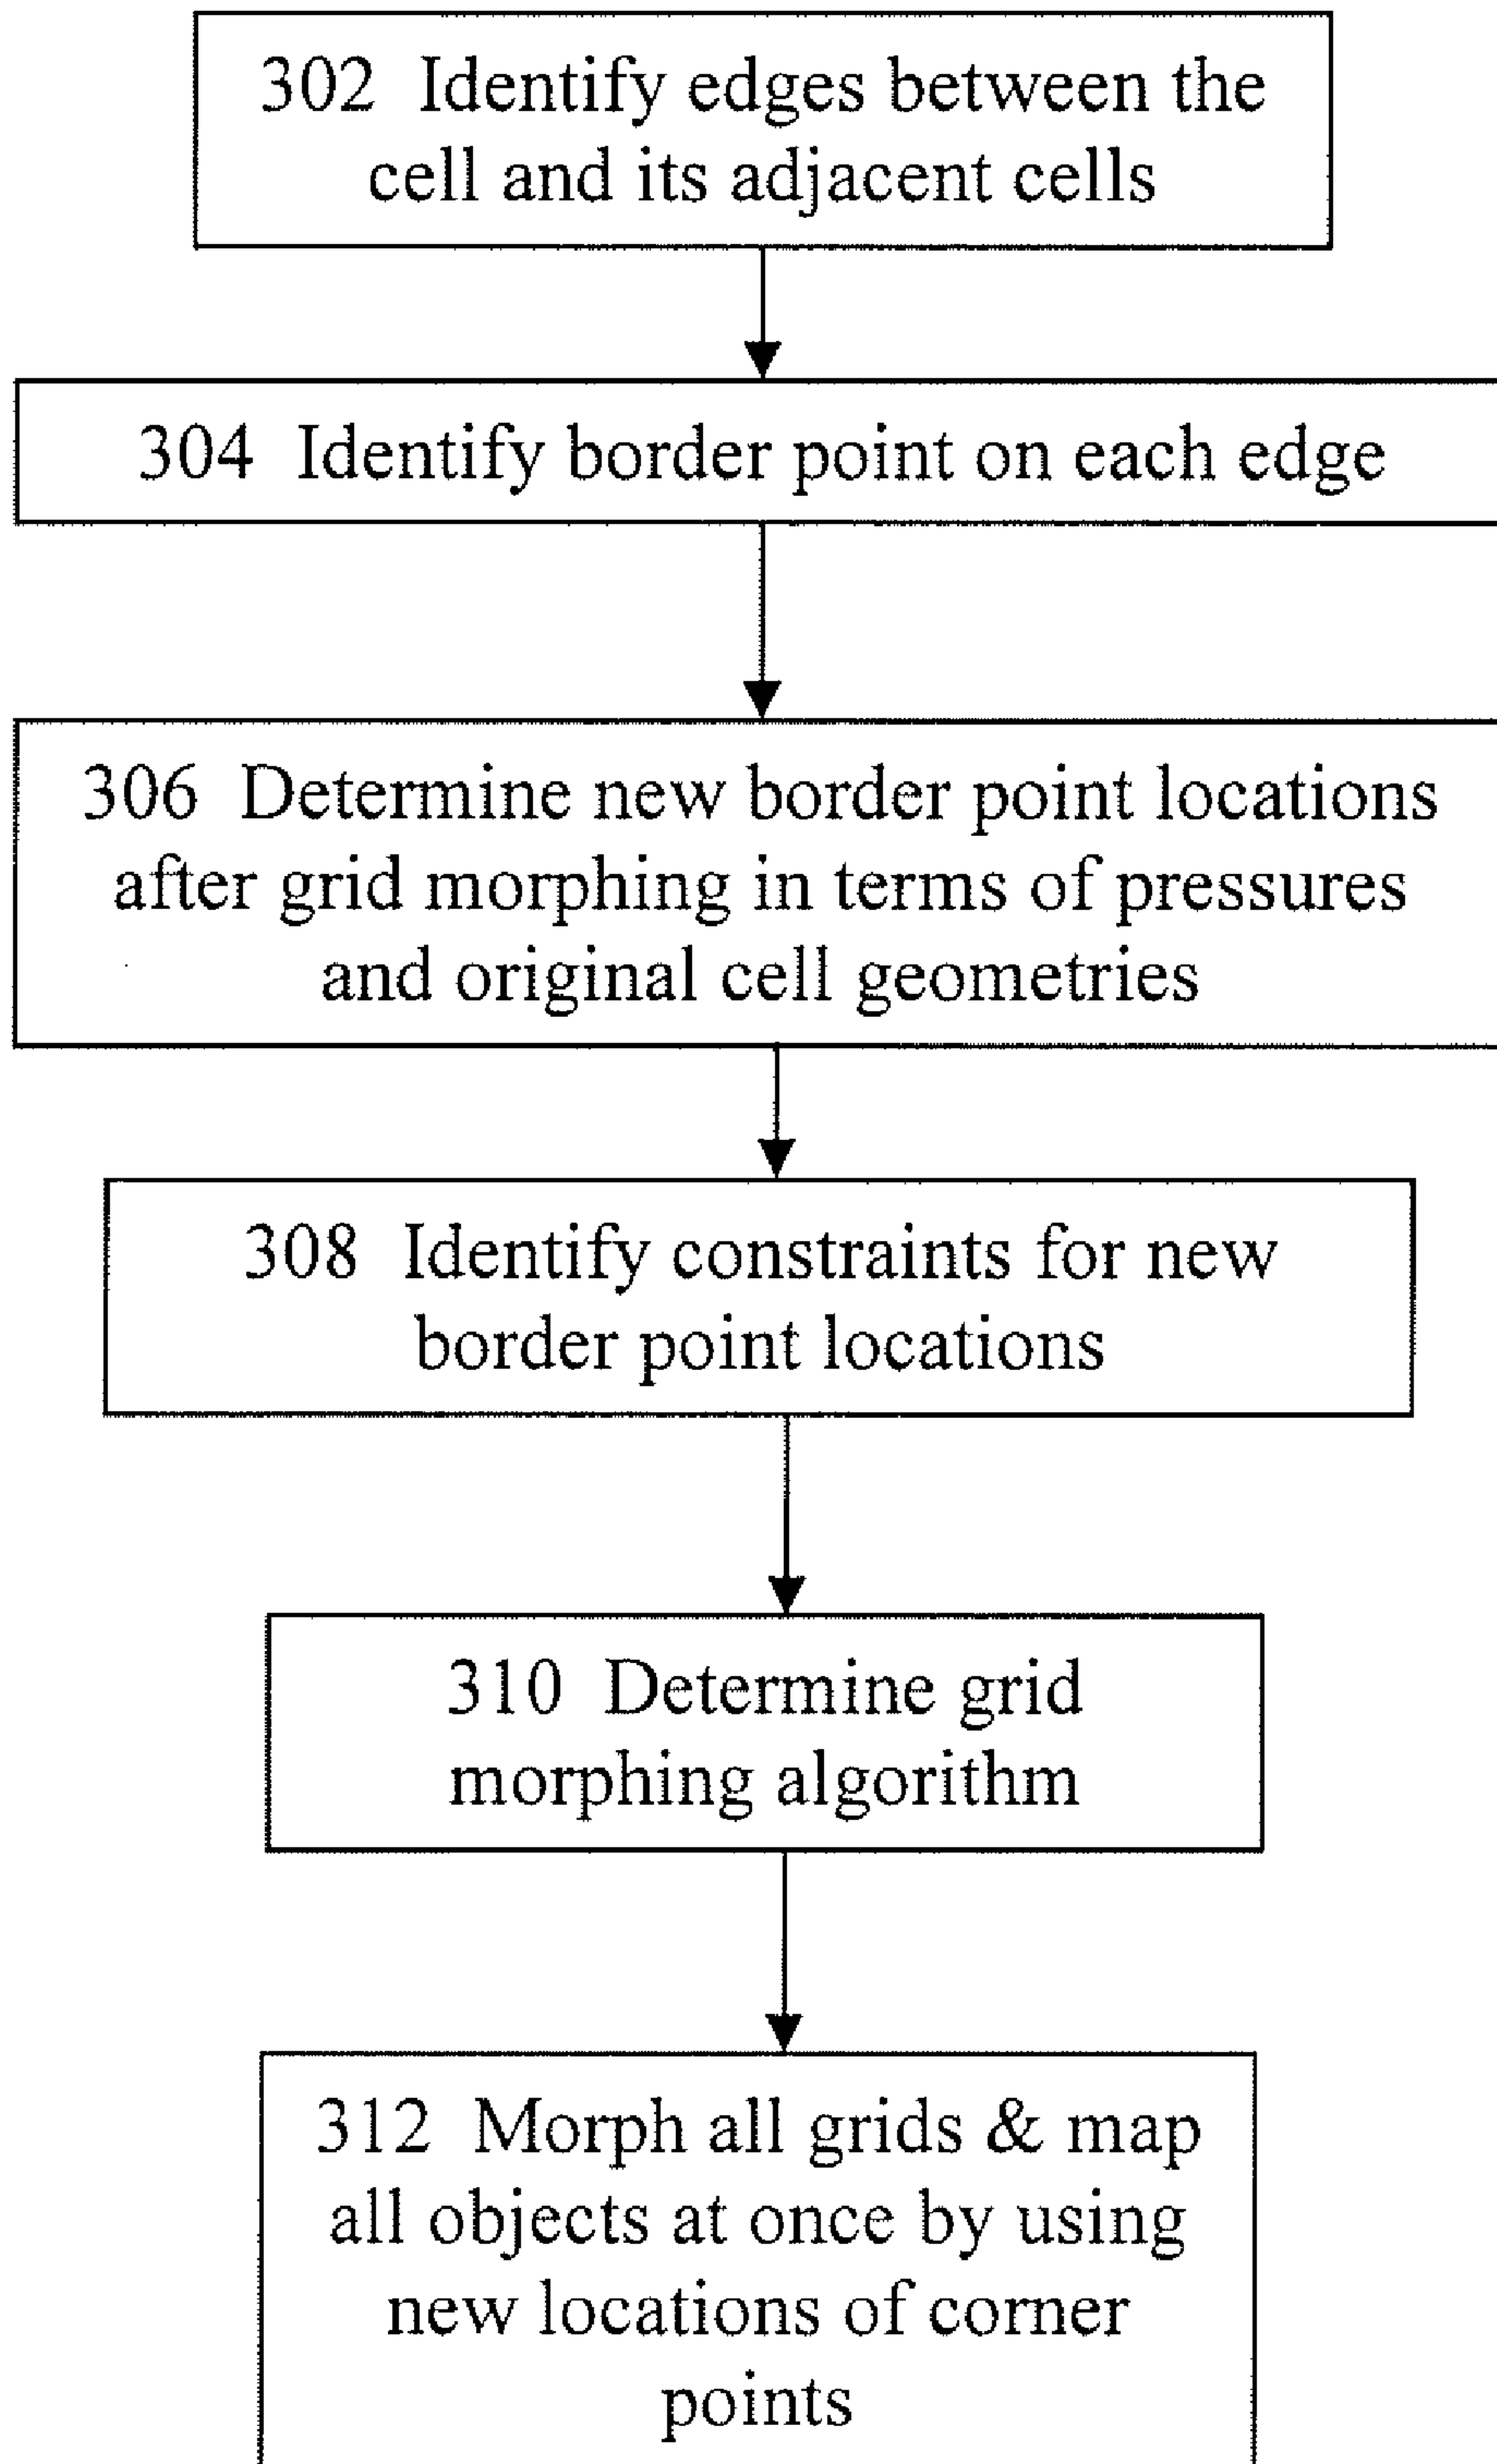 302 Identify edges between the
cell and its adjacent cells
304 Identify border point on each edge
306 Determine new border point locations
after grid morphing in terms of pressures
and original cell geometries
308 Identify constraints for new
border point locations
310 Determine grid
morphing algorithm
312 Morph all grids & map
all objects at once by using
new locations of corner
points